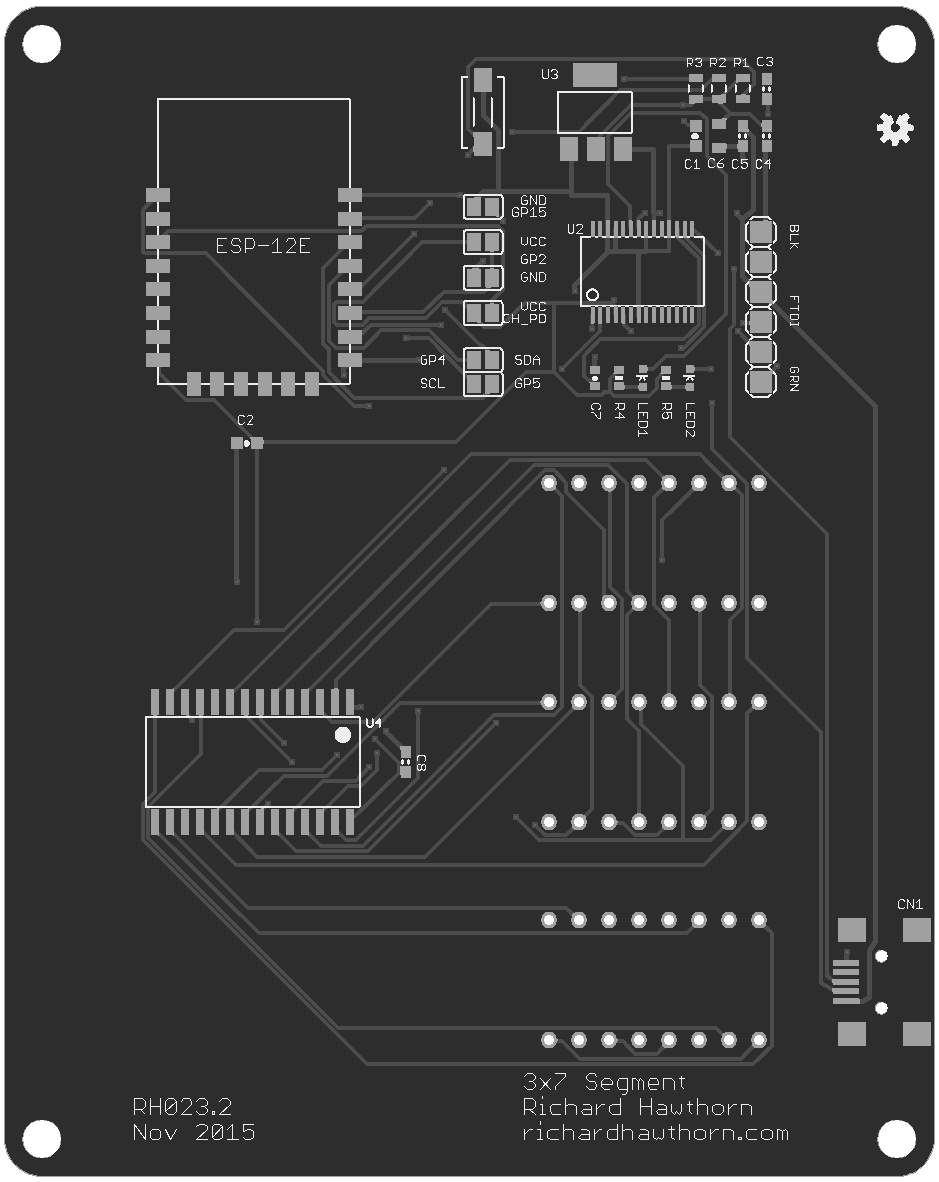 R3 R2 R1 C3
U3
C1 C6 C5 C4
GND
GP15
U2
BLK
VCC
ESP-12E
GP2
GND
FTDI
VCC
CH_PD
GP4 SDA
SCL GP5
GRN
C7 R4 LED1 R5 LED2
C2
U4
C8
CN1
3x7 Segment
RH023.2 Richard Hawthorn
Nov 2015 richardhawthorn.com